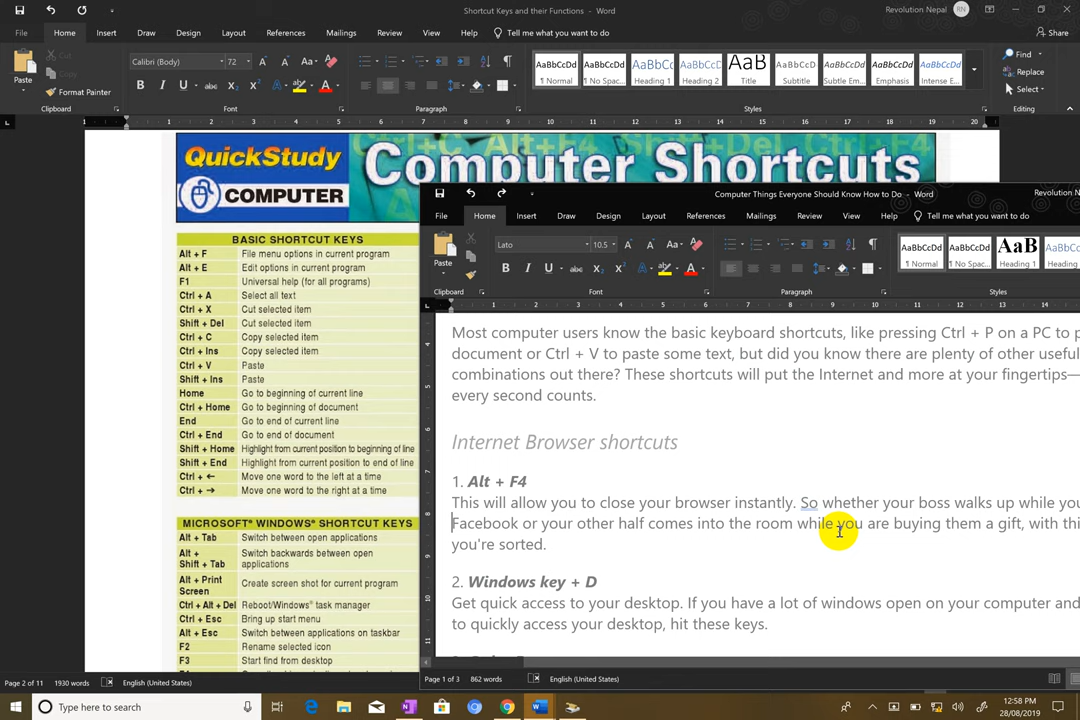 Shortcut Keys and their Functions - Word
Revolution Nepal
RN
File Home Insert Draw Design Layout References Mailings Review View Help Tell me what you want to do
Share
Cut
Copy
Format Painter
Paste
Calibri (Body) 72
AaBbCcDd AaBbCcDd AaBbCc AaBbCcC AaB AaBbCcD AaBbCcDd AaBbCcDd AaBbCcDd
¶ Normal ¶ No Spac... Heading 1 Heading 2 Title Subtitle Subtle Em... Emphasis Intense E...
Find
Replace
Select
Clipboard Font Paragraph Styles Editing
QuickStudy
COMPUTER
Computer Shortcuts
BASIC SHORTCUT KEYS
Alt + F File menu options in current program
Alt + E Edit options in current program
F1 Universal help (for all programs)
Ctrl + A Select all text
Ctrl + X Cut selected item
Shift + Del Cut selected item
Ctrl + C Copy selected item
Ctrl + Ins Copy selected item
Ctrl + V Paste
Shift + Ins Paste
Home Go to beginning of current line
Ctrl + Home Go to beginning of document
End Go to end of current line
Ctrl + End Go to end of document
Shift + Home Highlight from current position to beginning of line
Shift + End Highlight from current position to end of line
Ctrl + ← Move one word to the left at a time
Ctrl + → Move one word to the right at a time
MICROSOFT® WINDOWS® SHORTCUT KEYS
Alt + Tab Switch between open applications
Alt + Shift + Tab Switch backwards between open applications
Alt + Print Screen Create screen shot for current program
Ctrl + Alt + Del Reboot/Windows® task manager
Ctrl + Esc Bring up start menu
Alt + Esc Switch between applications on taskbar
F2 Rename selected icon
F3 Start find from desktop
Page 2 of 11 1930 words English (United States)
Computer Things Everyone Should Know How to Do - Word
Revolution N
File Home Insert Draw Design Layout References Mailings Review View Help Tell me what you want to do
Paste
Lato 10.5
AaBbCcDd AaBbCcDd AaB AaBbCc
¶ Normal ¶ No Spac... Heading 1 Heading
Clipboard Font Paragraph Styles
Most computer users know the basic keyboard shortcuts, like pressing Ctrl + P on a PC to p
document or Ctrl + V to paste some text, but did you know there are plenty of other useful
combinations out there? These shortcuts will put the Internet and more at your fingertips—
every second counts.
Internet Browser shortcuts
1. Alt + F4
This will allow you to close your browser instantly. So whether your boss walks up while you
Facebook or your other half comes into the room while you are buying them a gift, with thi
you're sorted.
2. Windows key + D
Get quick access to your desktop. If you have a lot of windows open on your computer and
to quickly access your desktop, hit these keys.
Page 1 of 3 862 words English (United States)
Type here to search
12:58 PM
28/08/2019